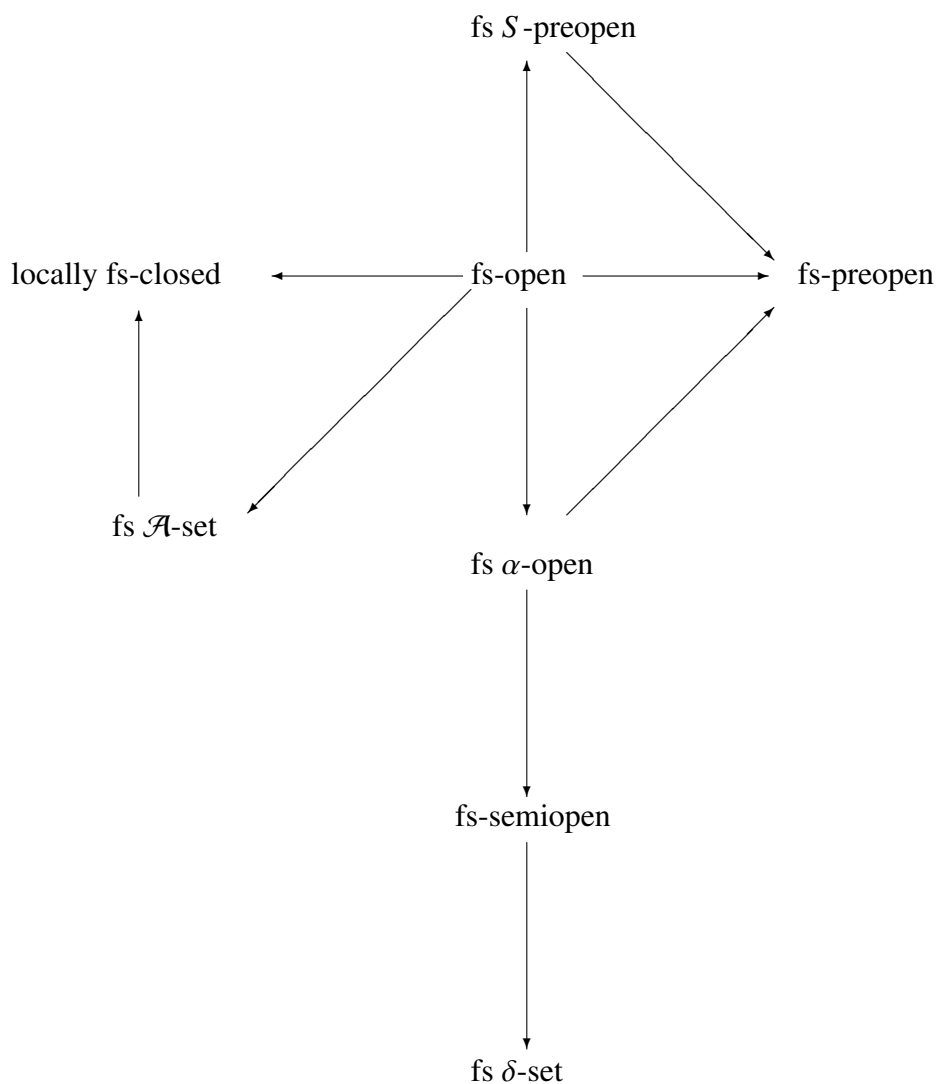 fs S-preopen
locally fs-closed
fs-open
fs-preopen
fs 𝒜-set
fs α-open
fs-semiopen
fs δ-set